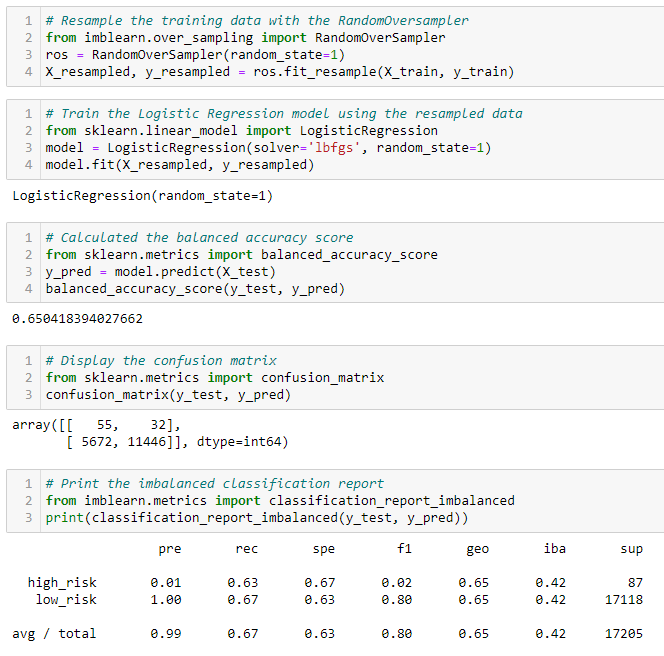 1 # Resample the training data with the RandomOversampler
2 from imblearn.over_sampling import RandomOverSampler
3 ros = RandomOverSampler(random_state=1)
4 X_resampled, y_resampled = ros.fit_resample(X_train, y_train)
1 # Train the Logistic Regression model using the resampled data
2 from sklearn.linear_model import LogisticRegression
3 model = LogisticRegression(solver='lbfgs', random_state=1)
4 model.fit(X_resampled, y_resampled)
LogisticRegression(random_state=1)
1 # Calculated the balanced accuracy score
2 from sklearn.metrics import balanced_accuracy_score
3 y_pred = model.predict(X_test)
4 balanced_accuracy_score(y_test, y_pred)
0.650418394027662
1 # Display the confusion matrix
2 from sklearn.metrics import confusion_matrix
3 confusion_matrix(y_test, y_pred)
array([[   55,    32],
       [ 5672, 11446]], dtype=int64)
1 # Print the imbalanced classification report
2 from imblearn.metrics import classification_report_imbalanced
3 print(classification_report_imbalanced(y_test, y_pred))
pre rec spe f1 geo iba sup
high_risk 0.01 0.63 0.67 0.02 0.65 0.42 87
low_risk 1.00 0.67 0.63 0.80 0.65 0.42 17118
avg / total 0.99 0.67 0.63 0.80 0.65 0.42 17205